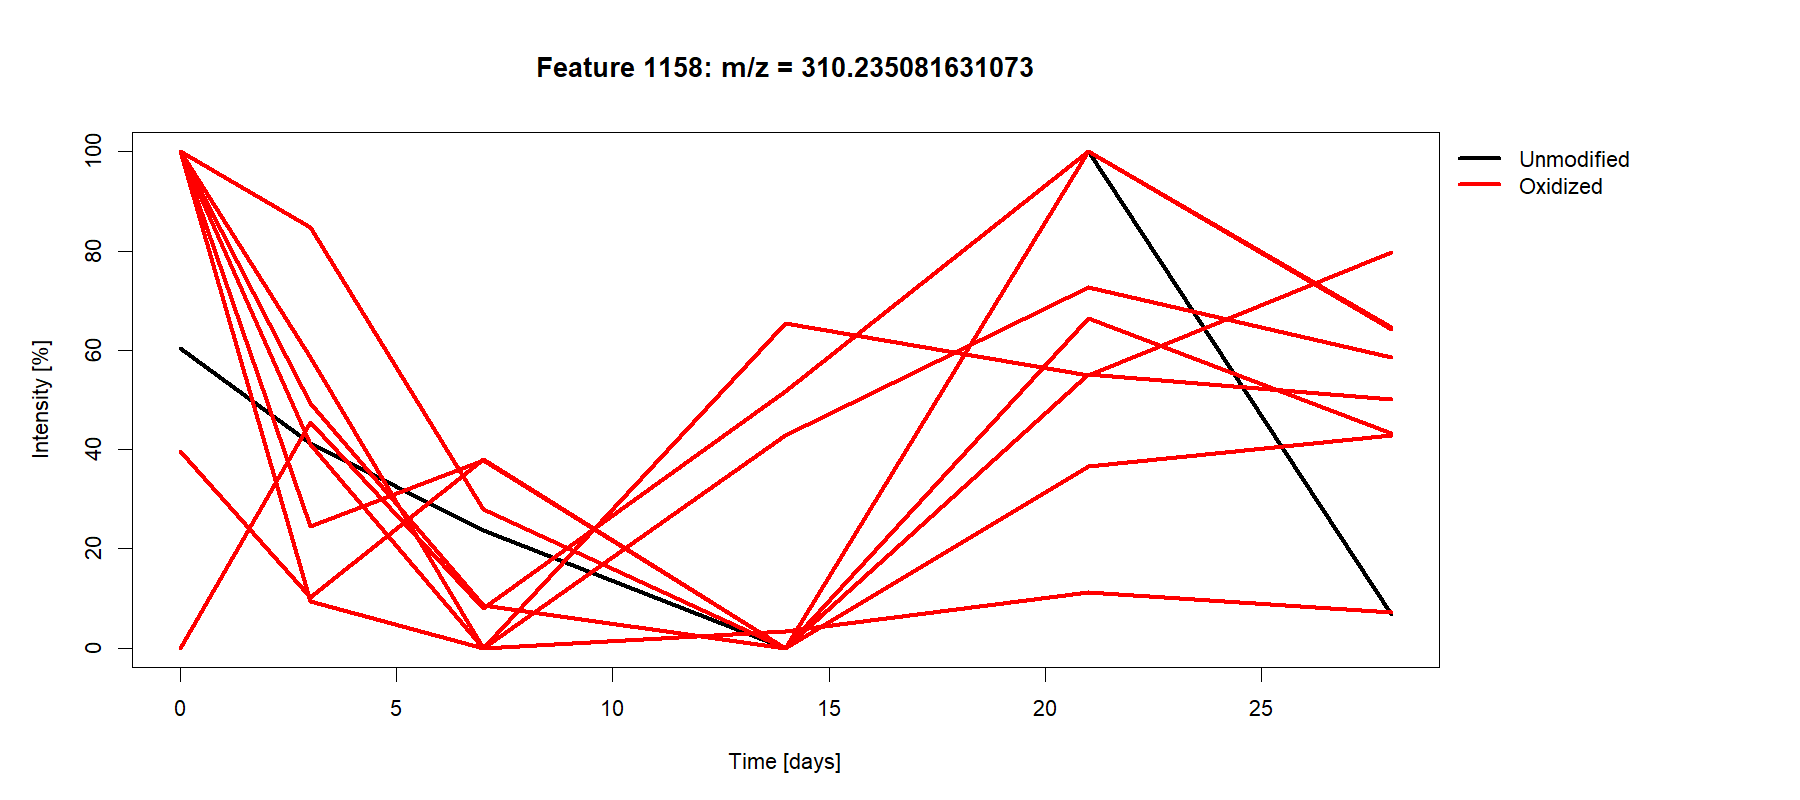 Feature 1158: m/z = 310.235081631073
Unmodified
Oxidized
Intensity [%]
100
80
60
40
20
0
0 5 10 15 20 25
Time [days]